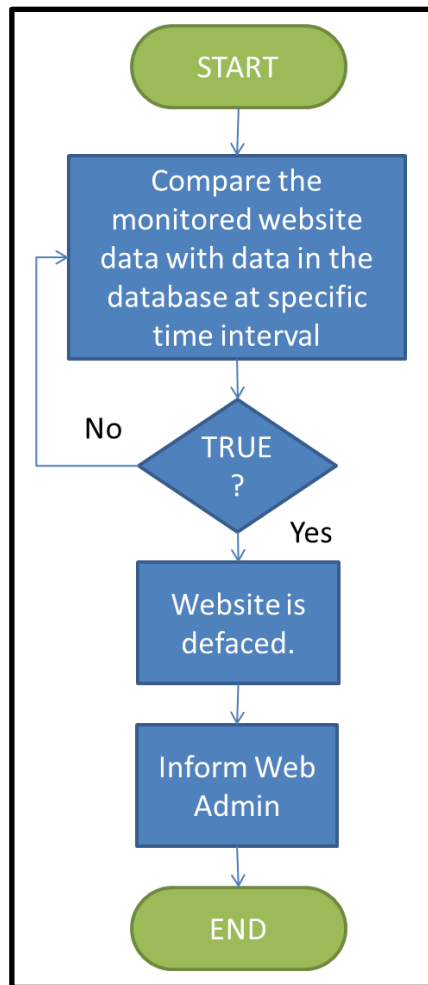 START
Compare the
monitored website
data with data in the
database at specific
time interval
No
TRUE
?
Yes
Website is
defaced.
Inform Web
Admin
END